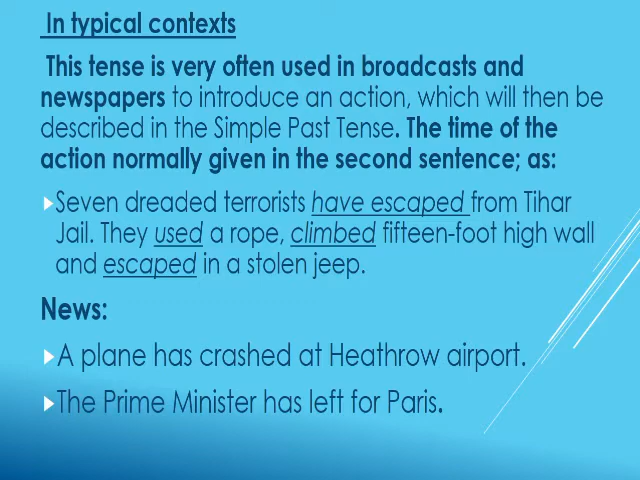 In typical contexts
This tense is very often used in broadcasts and
newspapers to introduce an action, which will then be
described in the Simple Past Tense. The time of the
action normally given in the second sentence; as:
Seven dreaded terrorists have escaped from Tihar
Jail. They used a rope, climbed fifteen-foot high wall
and escaped in a stolen jeep.
News:
A plane has crashed at Heathrow airport.
The Prime Minister has left for Paris.